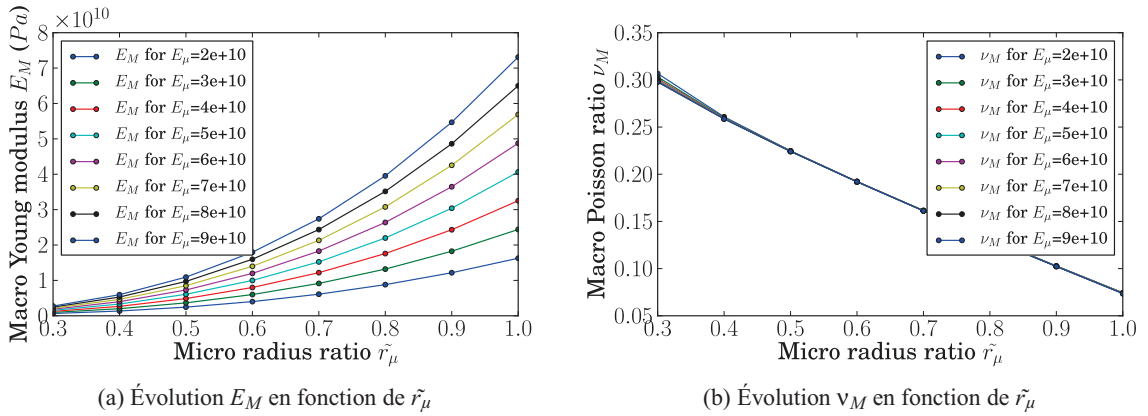 ×10¹⁰
Macro Young modulus E_M (Pa)
8
7
6
5
4
3
2
1
0
E_M for E_μ=2e+10
E_M for E_μ=3e+10
E_M for E_μ=4e+10
E_M for E_μ=5e+10
E_M for E_μ=6e+10
E_M for E_μ=7e+10
E_M for E_μ=8e+10
E_M for E_μ=9e+10
0.3 0.4 0.5 0.6 0.7 0.8 0.9 1.0
Micro radius ratio r̃_μ
(a) Évolution E_M en fonction de r̃_μ
Macro Poisson ratio ν_M
0.35
0.30
0.25
0.20
0.15
0.10
0.05
ν_M for E_μ=2e+10
ν_M for E_μ=3e+10
ν_M for E_μ=4e+10
ν_M for E_μ=5e+10
ν_M for E_μ=6e+10
ν_M for E_μ=7e+10
ν_M for E_μ=8e+10
ν_M for E_μ=9e+10
0.3 0.4 0.5 0.6 0.7 0.8 0.9 1.0
Micro radius ratio r̃_μ
(b) Évolution ν_M en fonction de r̃_μ